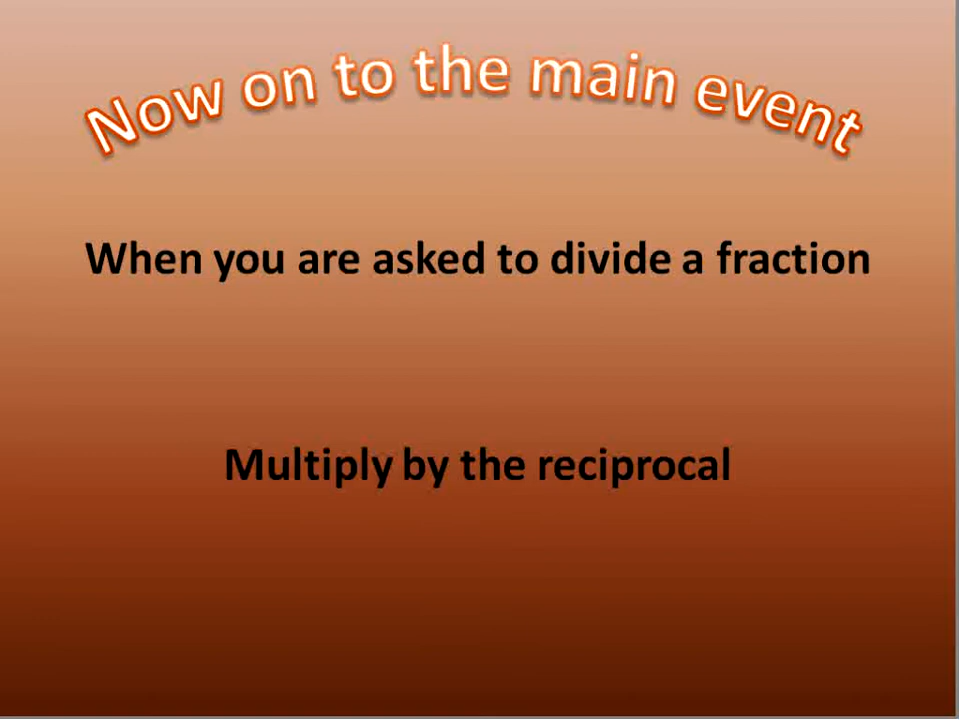 Now on to the main event
When you are asked to divide a fraction
Multiply by the reciprocal